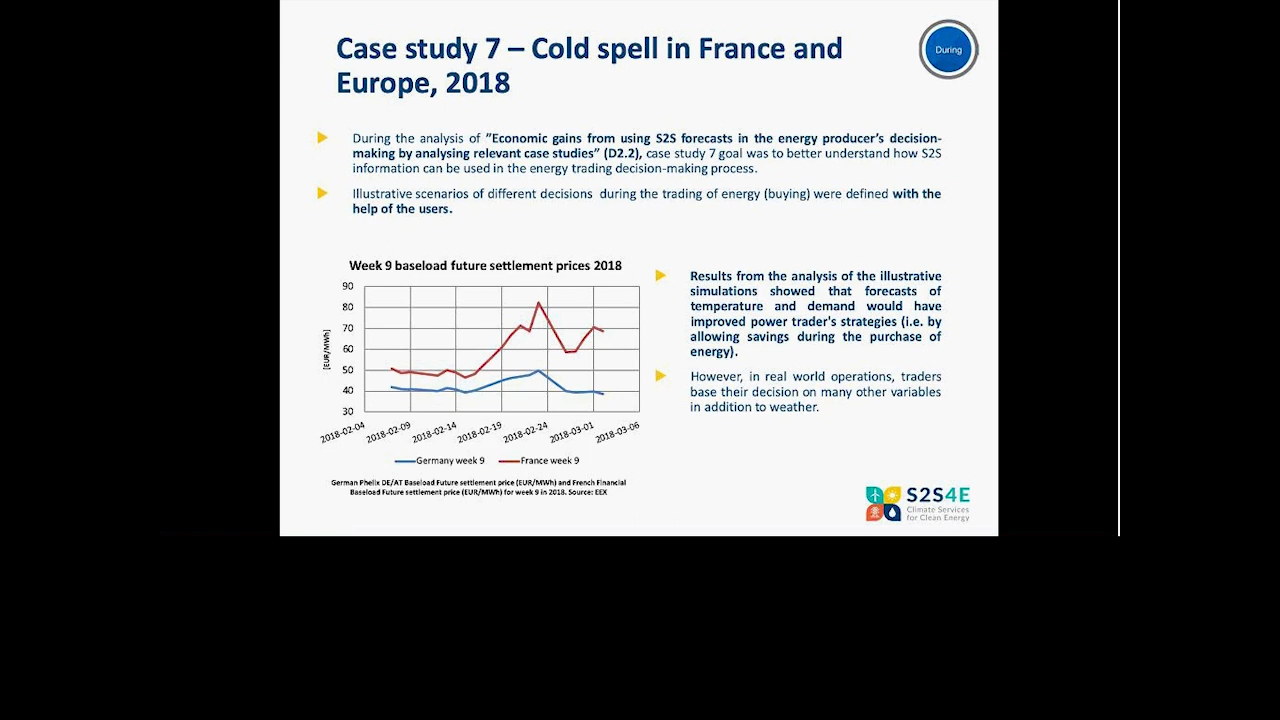 Case study 7 – Cold spell in France and
Europe, 2018
During
During the analysis of ”Economic gains from using S2S forecasts in the energy producer’s decision-
making by analysing relevant case studies” (D2.2), case study 7 goal was to better understand how S2S
information can be used in the energy trading decision-making process.
Illustrative scenarios of different decisions during the trading of energy (buying) were defined with the
help of the users.
Week 9 baseload future settlement prices 2018
90
80
70
60
50
40
30
[EUR/MWh]
2018-02-04
2018-02-09
2018-02-14
2018-02-19
2018-02-24
2018-03-01
2018-03-06
Germany week 9
France week 9
German Phelix DE/AT Baseload Future settlement price (EUR/MWh) and French Financial
Baseload Future settlement price (EUR/MWh) for week 9 in 2018. Source: EEX
Results from the analysis of the illustrative
simulations showed that forecasts of
temperature and demand would have
improved power trader's strategies (i.e. by
allowing savings during the purchase of
energy).
However, in real world operations, traders
base their decision on many other variables
in addition to weather.
S2S4E
Climate Services
for Clean Energy